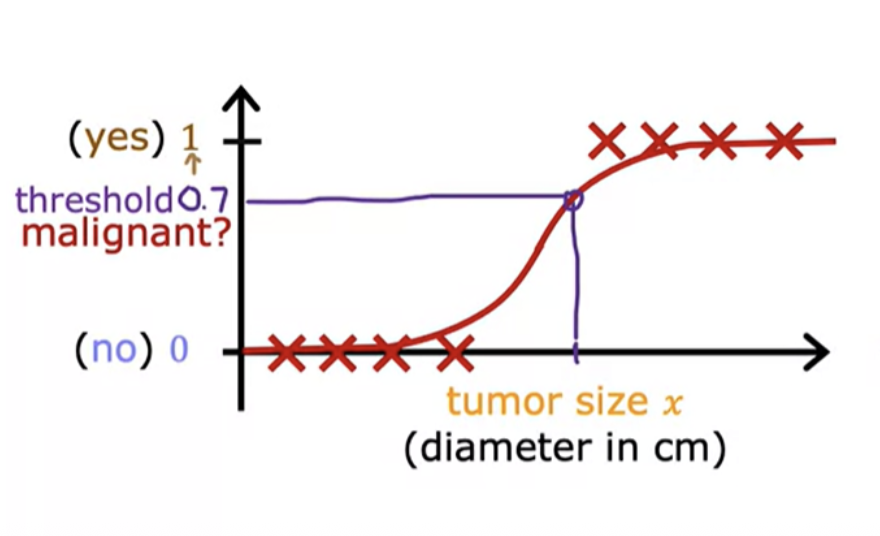 (yes) 1
threshold 0.7
malignant?
(no) 0
tumor size x
(diameter in cm)